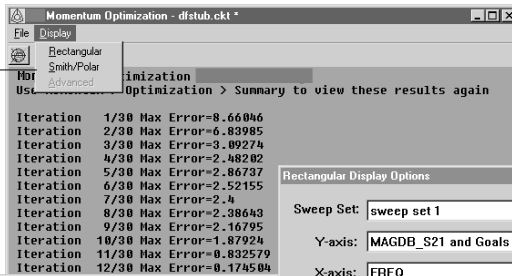 Momentum Optimization - dfstub.ckt *
File Display
Rectangular
Smith/Polar
Advanced
timization
Optimization > Summary to view these results again
Iteration 1/30 Max Error=8.66046
Iteration 2/30 Max Error=6.83985
Iteration 3/30 Max Error=3.09274
Iteration 4/30 Max Error=2.48202
Iteration 5/30 Max Error=2.86737
Iteration 6/30 Max Error=2.52155
Iteration 7/30 Max Error=2.4
Iteration 8/30 Max Error=2.38643
Iteration 9/30 Max Error=2.16795
Iteration 10/30 Max Error=1.87924
Iteration 11/30 Max Error=0.832579
Iteration 12/30 Max Error=0.174504
Rectangular Display Options
Sweep Set: sweep set 1
Y-axis: MAGDB_S21 and Goals
X-axis: FREQ